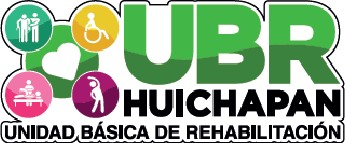 UBR
HUICHAPAN
UNIDAD BÁSICA DE REHABILITACIÓN